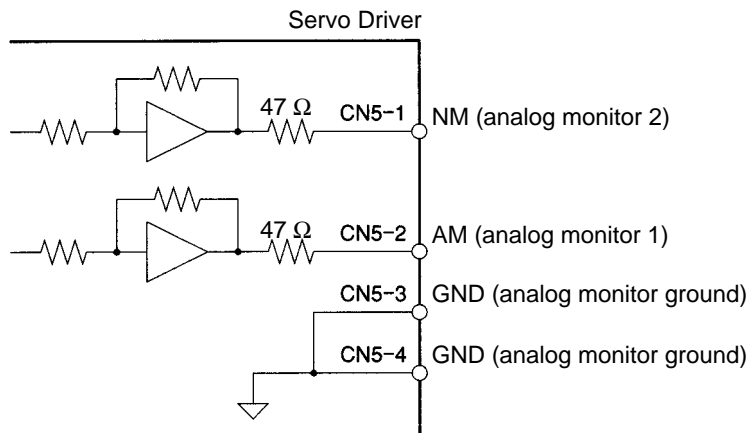 Servo Driver
47 Ω CN5-1 NM (analog monitor 2)
47 Ω CN5-2 AM (analog monitor 1)
CN5-3 GND (analog monitor ground)
CN5-4 GND (analog monitor ground)